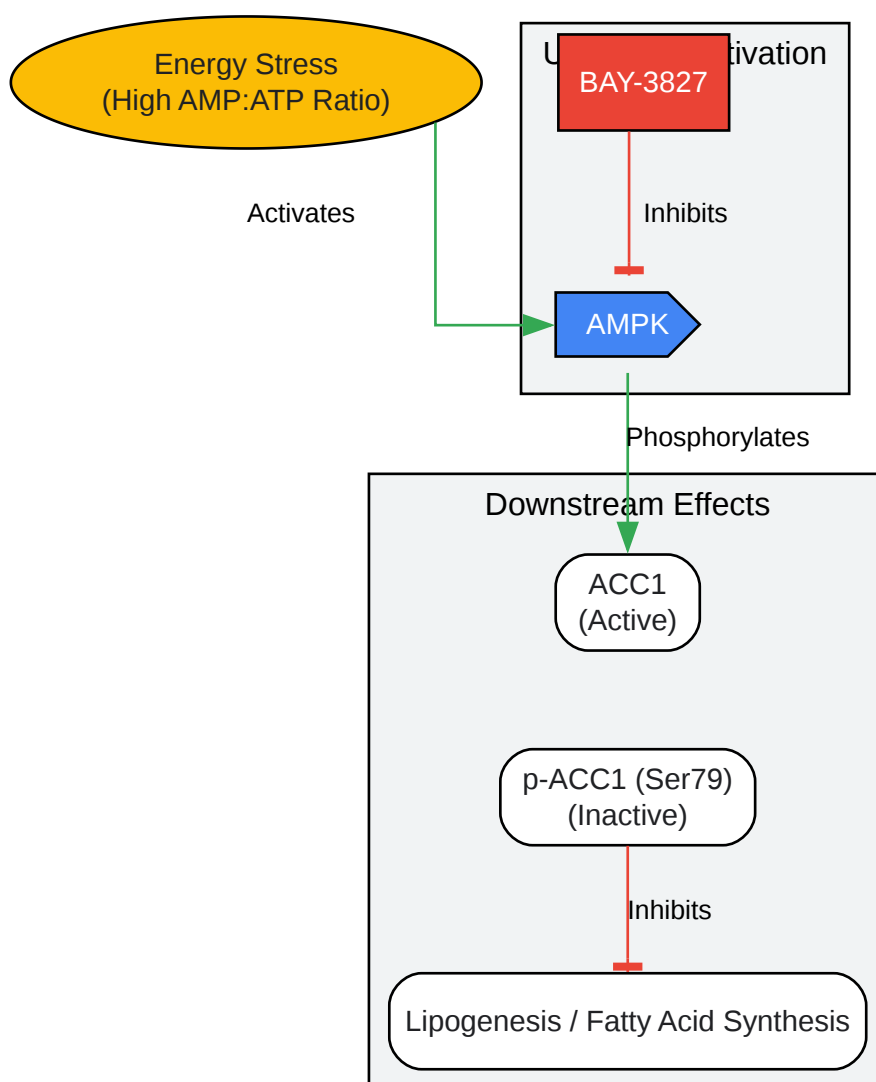 Energy Stress
(High AMP:ATP Ratio)
BAY-3827
Activates
Inhibits
AMPK
Phosphorylates
Downstream Effects
ACC1
(Active)
p-ACC1 (Ser79)
(Inactive)
Inhibits
Lipogenesis / Fatty Acid Synthesis